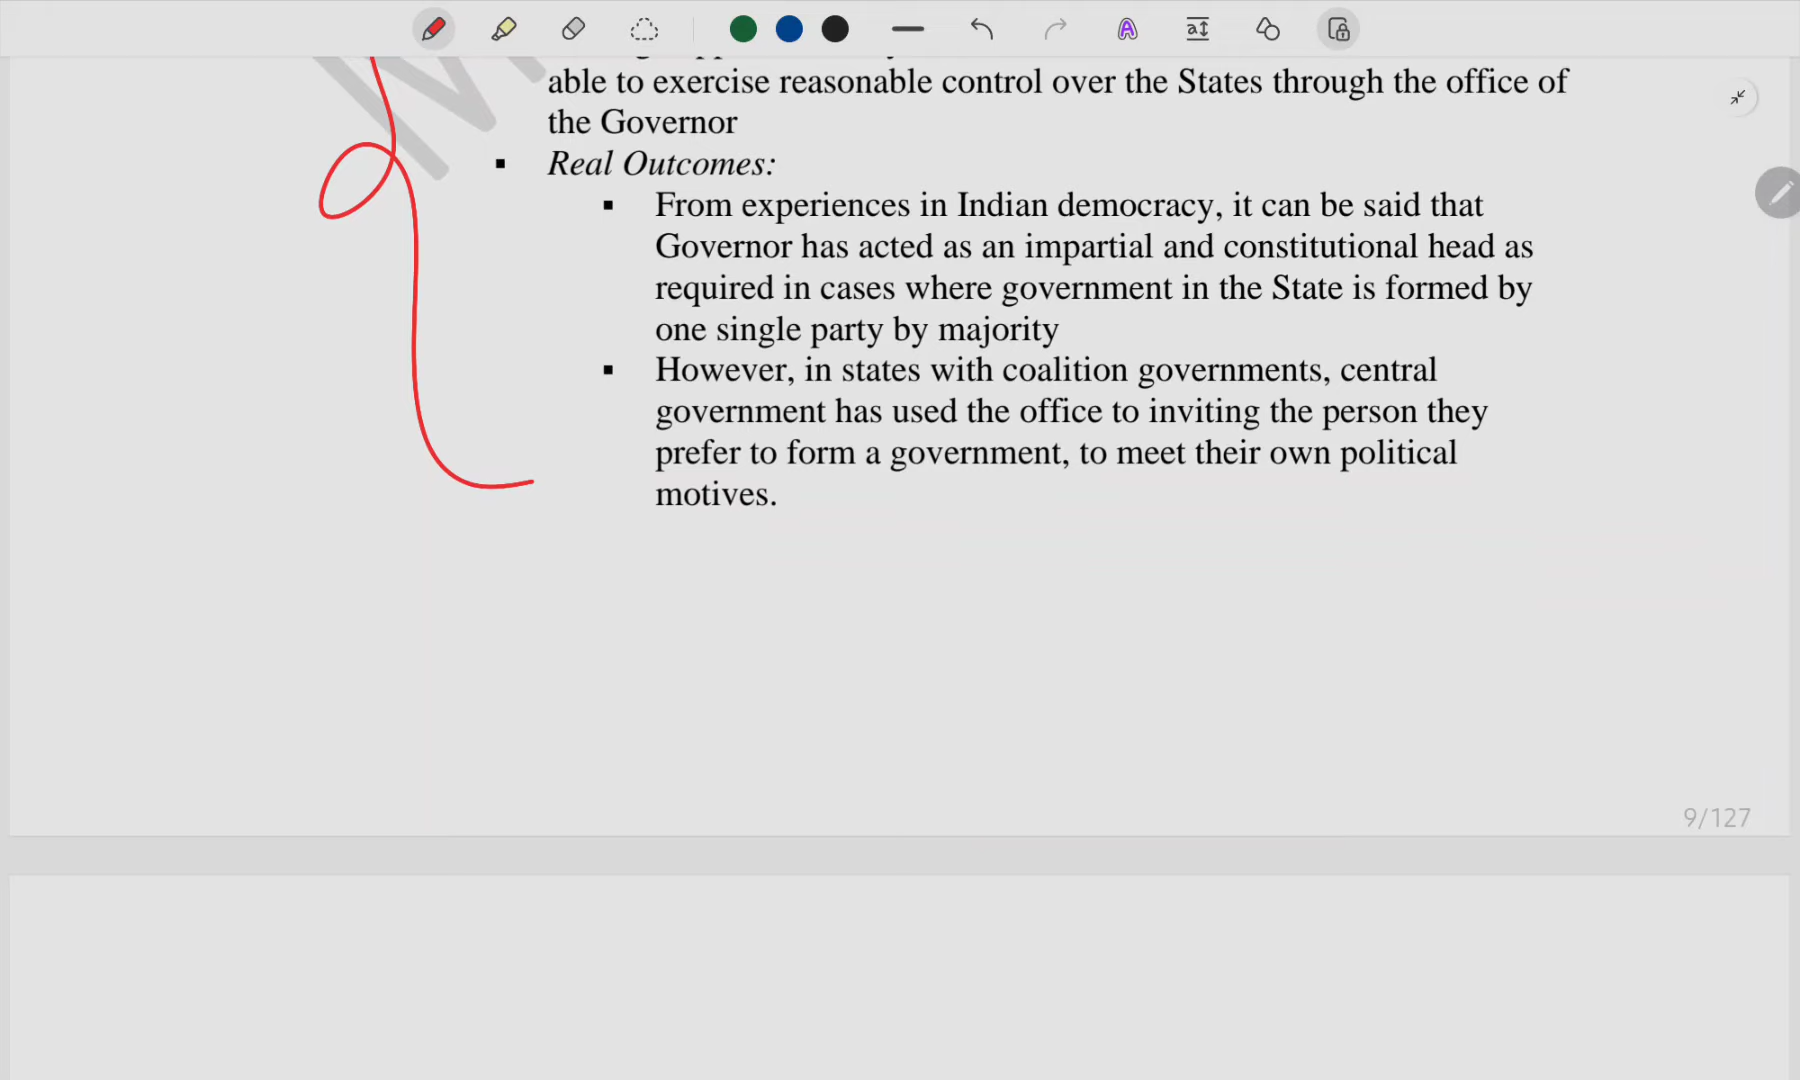 able to exercise reasonable control over the States through the office of
the Governor
▪ Real Outcomes:
▪ From experiences in Indian democracy, it can be said that
Governor has acted as an impartial and constitutional head as
required in cases where government in the State is formed by
one single party by majority
▪ However, in states with coalition governments, central
government has used the office to inviting the person they
prefer to form a government, to meet their own political
motives.
9/127